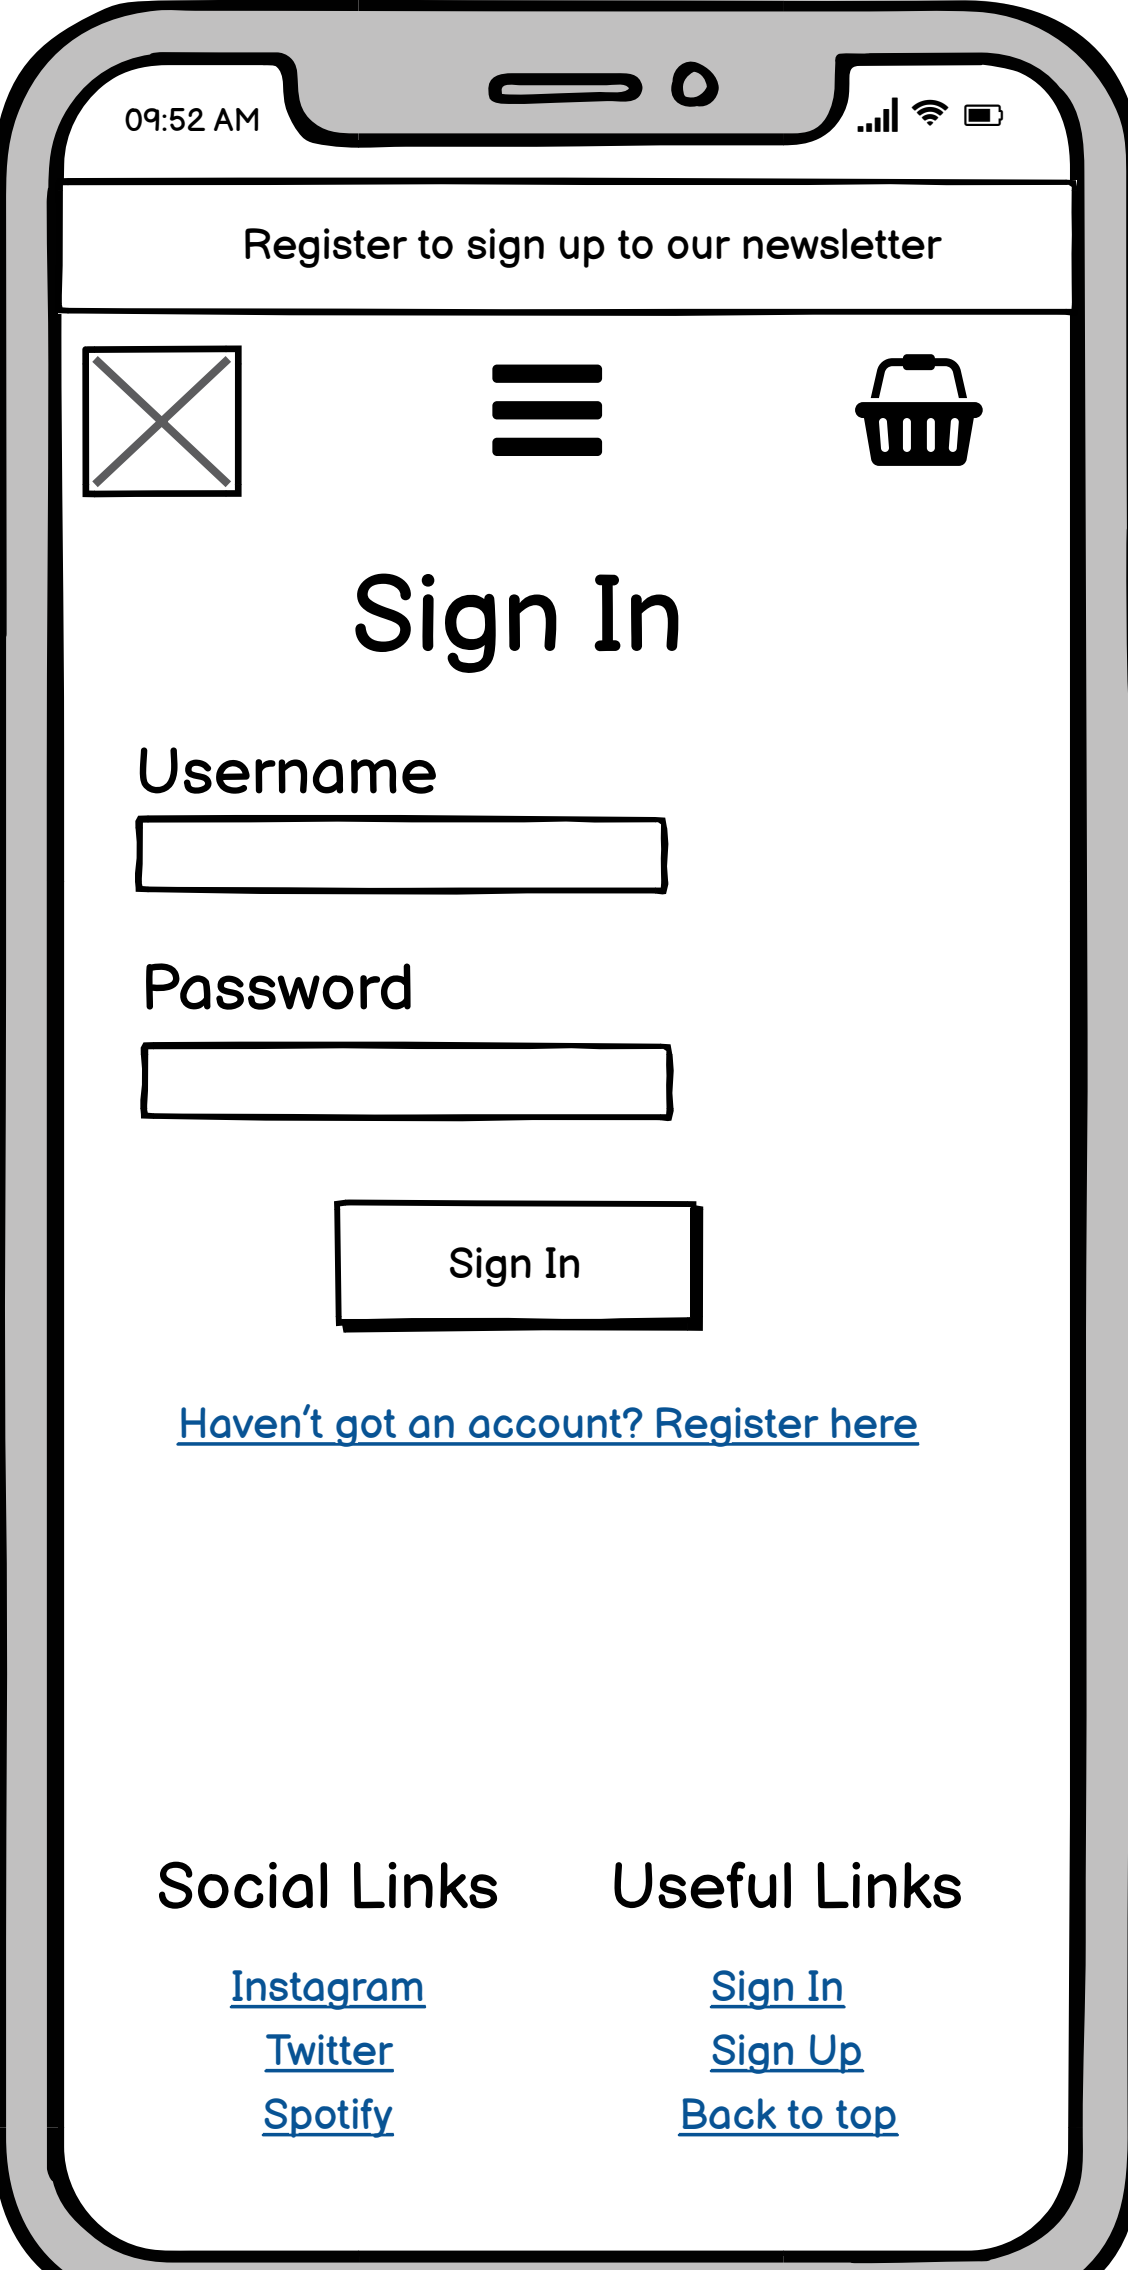 09:52 AM
Register to sign up to our newsletter
Sign In
Username
Password
Sign In
Haven't got an account? Register here
Social Links
Useful Links
Instagram
Sign In
Twitter
Sign Up
Spotify
Back to top